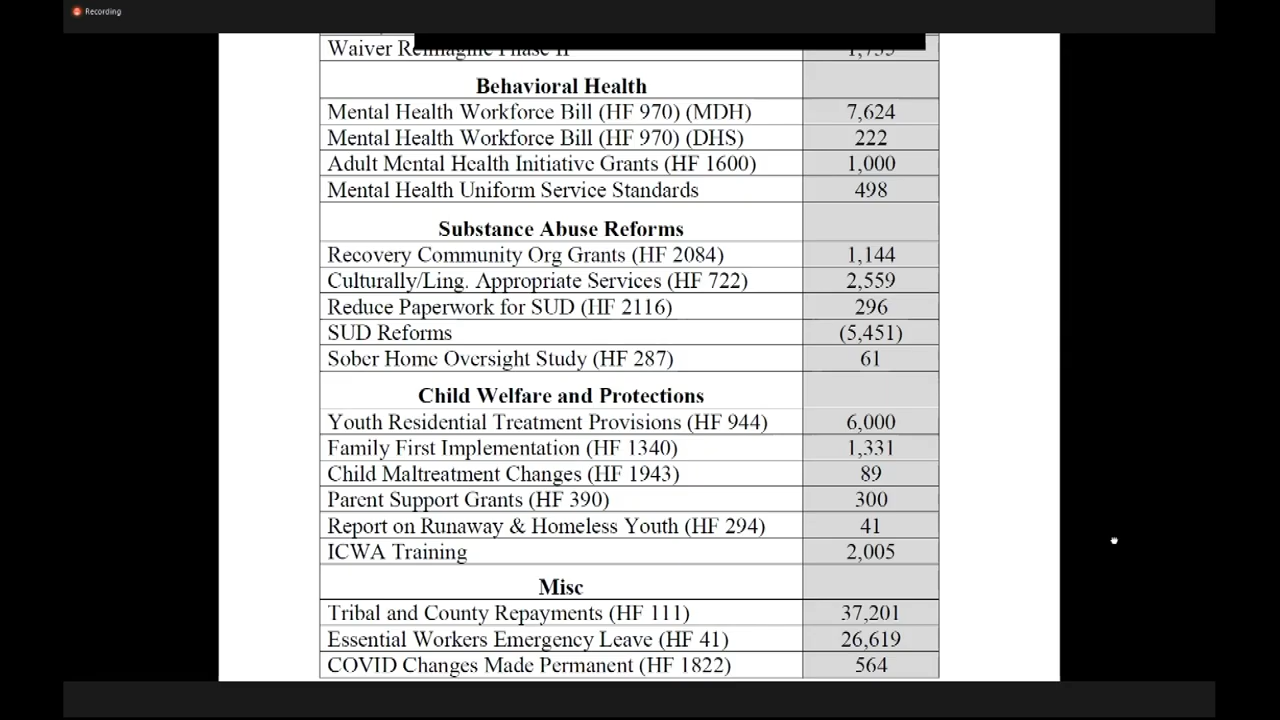 Recording
Waiver Reimagine Phase II 1,735
Behavioral Health
Mental Health Workforce Bill (HF 970) (MDH) 7,624
Mental Health Workforce Bill (HF 970) (DHS) 222
Adult Mental Health Initiative Grants (HF 1600) 1,000
Mental Health Uniform Service Standards 498
Substance Abuse Reforms
Recovery Community Org Grants (HF 2084) 1,144
Culturally/Ling. Appropriate Services (HF 722) 2,559
Reduce Paperwork for SUD (HF 2116) 296
SUD Reforms (5,451)
Sober Home Oversight Study (HF 287) 61
Child Welfare and Protections
Youth Residential Treatment Provisions (HF 944) 6,000
Family First Implementation (HF 1340) 1,331
Child Maltreatment Changes (HF 1943) 89
Parent Support Grants (HF 390) 300
Report on Runaway & Homeless Youth (HF 294) 41
ICWA Training 2,005
Misc
Tribal and County Repayments (HF 111) 37,201
Essential Workers Emergency Leave (HF 41) 26,619
COVID Changes Made Permanent (HF 1822) 564